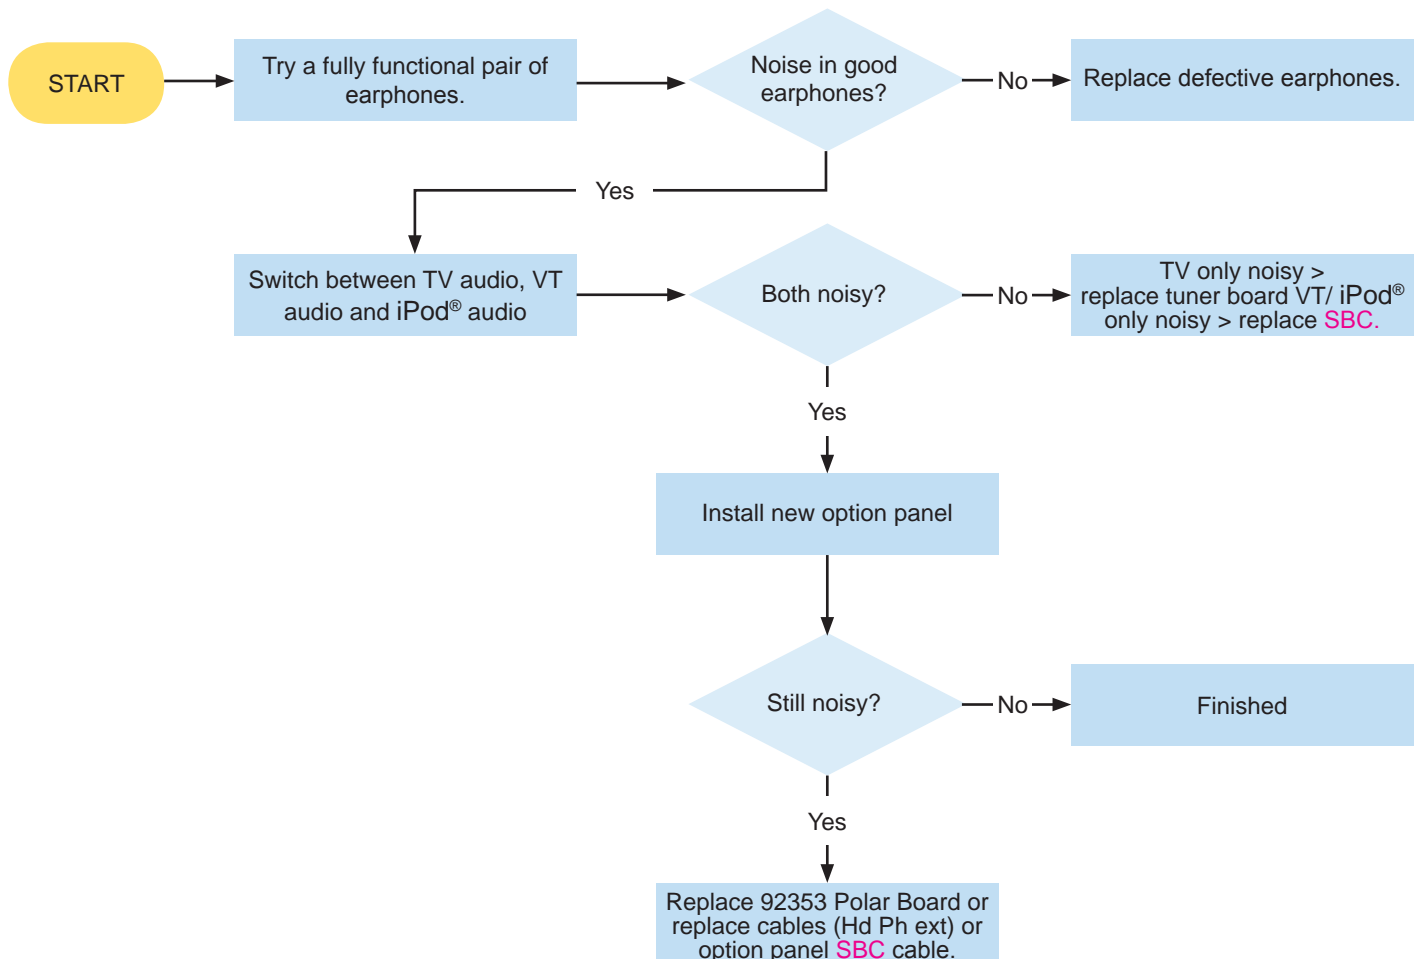 START
Try a fully functional pair of
earphones.
Noise in good
earphones?
No
Replace defective earphones.
Yes
Switch between TV audio, VT
audio and iPod® audio
Both noisy?
No
TV only noisy >
replace tuner board VT/ iPod®
only noisy > replace SBC.
Yes
Install new option panel
Still noisy?
No
Finished
Yes
Replace 92353 Polar Board or
replace cables (Hd Ph ext) or
option panel SBC cable.